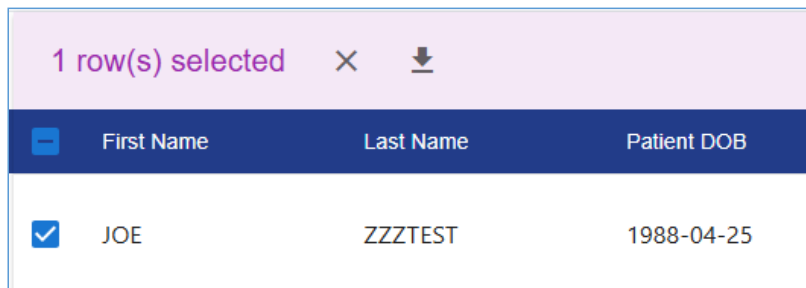 1 row(s) selected
First Name Last Name Patient DOB
JOE ZZZTEST 1988-04-25